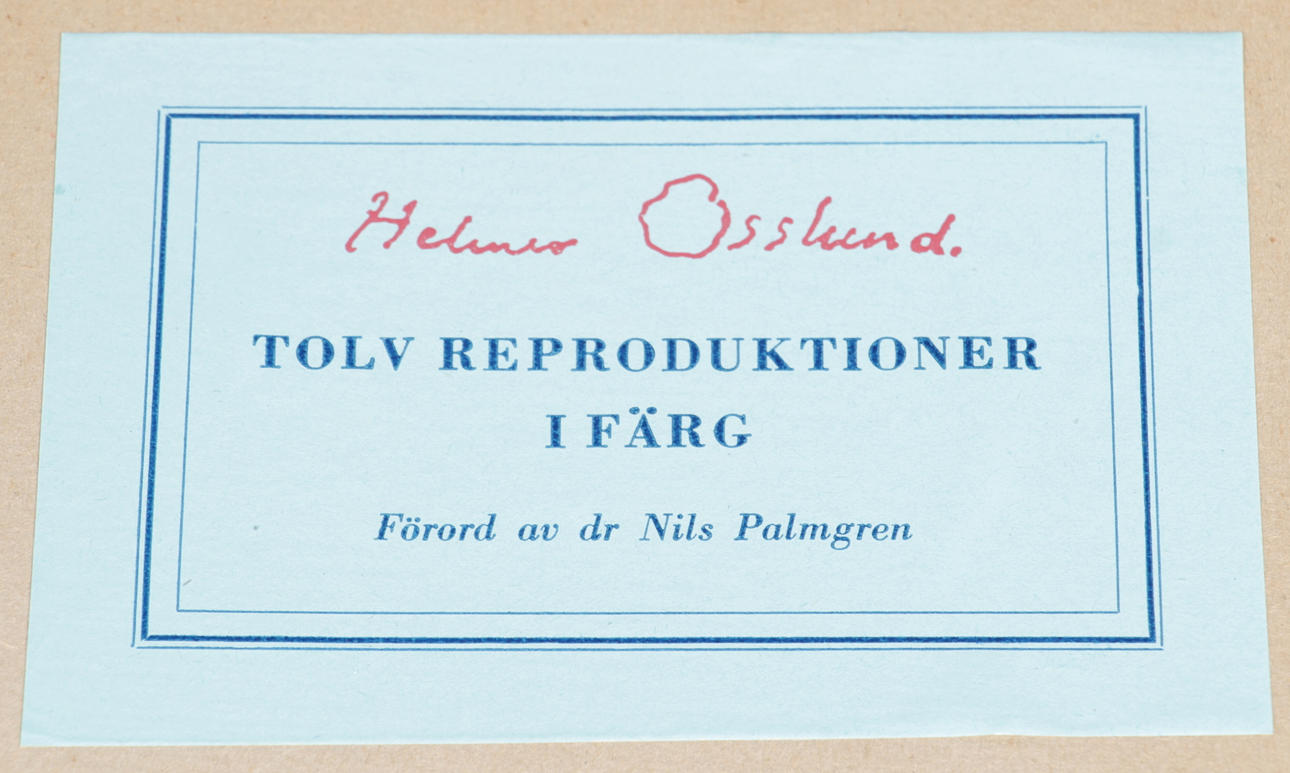 Helmer Osslund.
TOLV REPRODUKTIONER
I FÄRG
Förord av dr Nils Palmgren